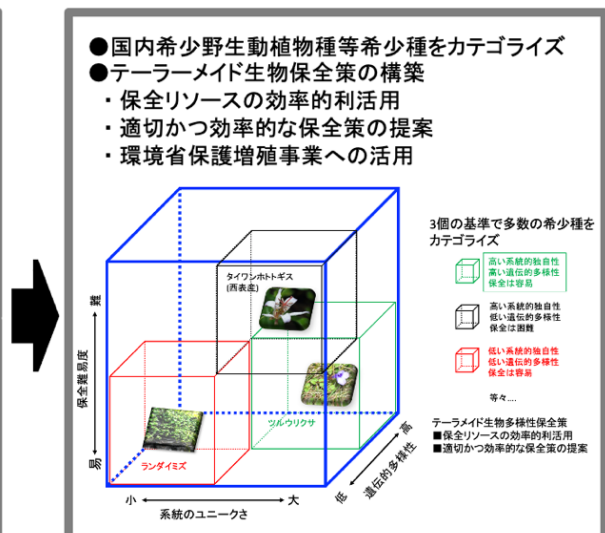 ●国内希少野生動植物種等希少種をカテゴライズ
●テーラーメイド生物保全策の構築
・保全リソースの効率的利活用
・適切かつ効率的な保全策の提案
・環境省保護増殖事業への活用
3個の基準で多数の希少種を
カテゴライズ
高い系統的独自性
高い遺伝的多様性
保全は容易
高い系統的独自性
低い遺伝的多様性
保全は困難
低い系統的独自性
低い遺伝的多様性
保全は容易
等々....
テーラメイド生物多様性保全策
■保全リソースの効率的利活用
■適切かつ効率的な保全策の提案
タイワンホトトギス
(西表産)
ツルウリクサ
ランダイミズ
難
保全難易度
易
小
大
系統のユニークさ
低
遺伝的多様性
高